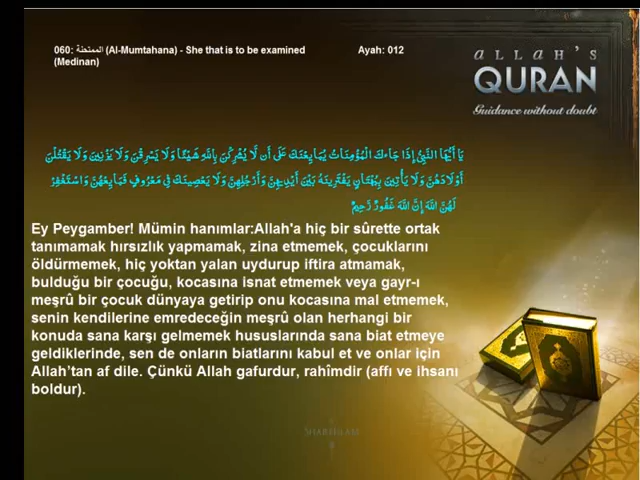 060: الممتحنة (Al-Mumtahana) - She that is to be examined
(Medinan)
Ayah: 012
ALLAH'S
QURAN
Guidance without doubt
يَا أَيُّهَا النَّبِيُّ إِذَا جَاءَكَ الْمُؤْمِنَاتُ يُبَايِعْنَكَ عَلَى أَن لَّا يُشْرِكْنَ بِاللَّهِ شَيْئًا وَلَا يَسْرِقْنَ وَلَا يَزْنِينَ وَلَا يَقْتُلْنَ
أَوْلَادَهُنَّ وَلَا يَأْتِينَ بِبُهْتَانٍ يَفْتَرِينَهُ بَيْنَ أَيْدِيهِنَّ وَأَرْجُلِهِنَّ وَلَا يَعْصِينَكَ فِي مَعْرُوفٍ فَبَايِعْهُنَّ وَاسْتَغْفِرْ
لَهُنَّ اللَّهَ إِنَّ اللَّهَ غَفُورٌ رَّحِيمٌ
Ey Peygamber! Mümin hanımlar:Allah'a hiç bir sûrette ortak
tanımamak hırsızlık yapmamak, zina etmemek, çocuklarını
öldürmemek, hiç yoktan yalan uydurup iftira atmamak,
bulduğu bir çocuğu, kocasına isnat etmemek veya gayr-ı
meşrû bir çocuk dünyaya getirip onu kocasına mal etmemek,
senin kendilerine emredeceğin meşrû olan herhangi bir
konuda sana karşı gelmemek hususlarında sana biat etmeye
geldiklerinde, sen de onların biatlarını kabul et ve onlar için
Allah’tan af dile. Çünkü Allah gafurdur, rahîmdir (affı ve ihsanı
boldur).